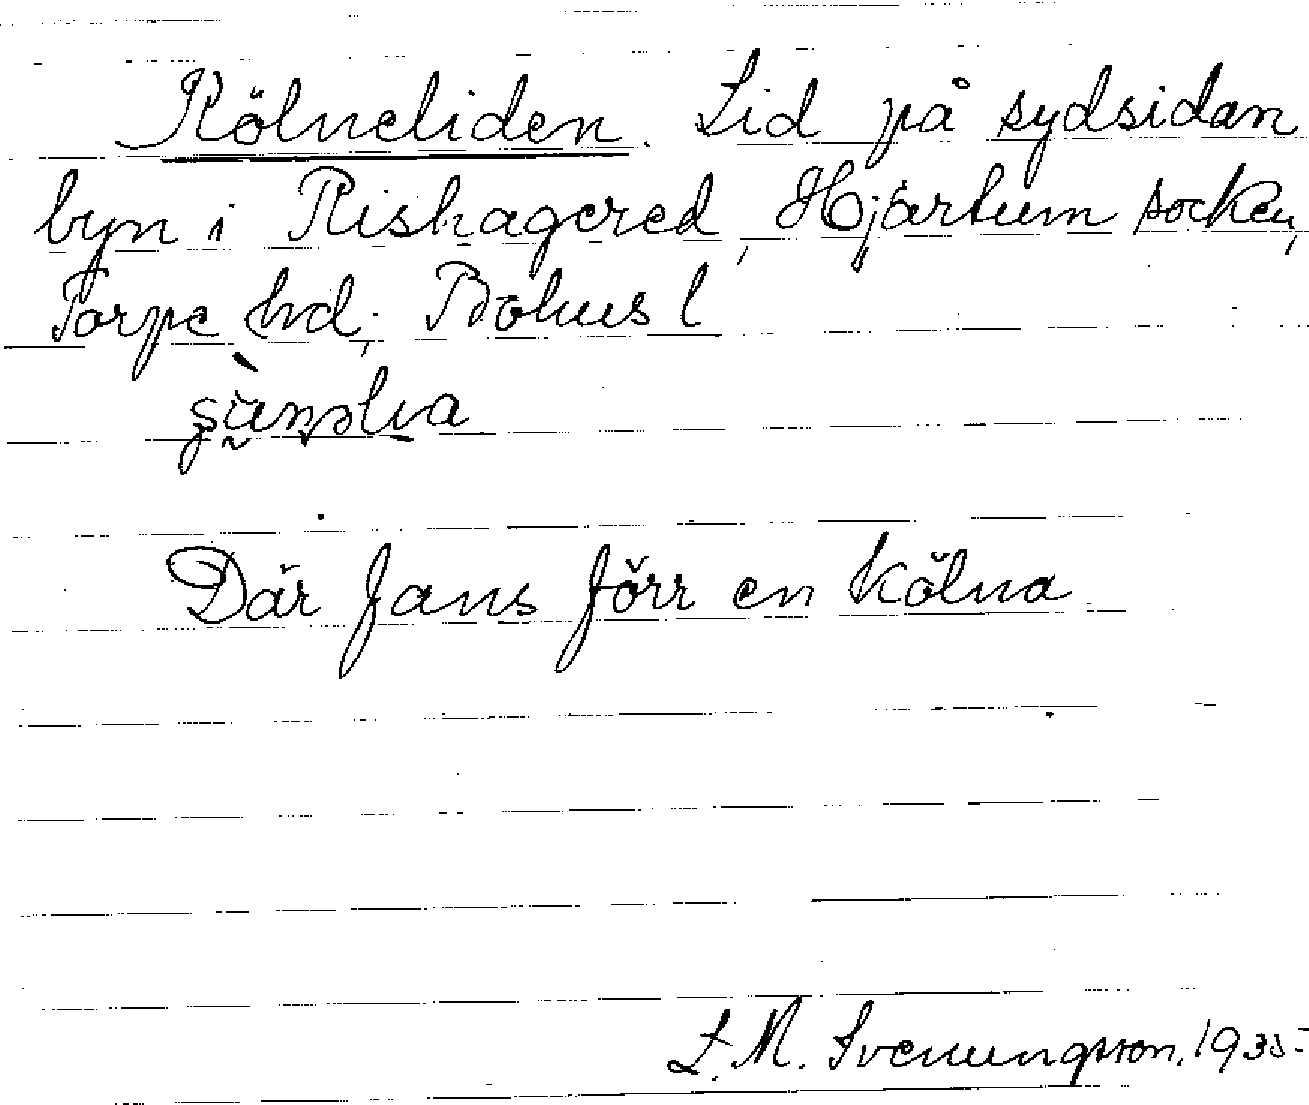 Kölneliden. Lid på sydsidan
byn i Rishagered, Hjärtum socken,
Torpe hd, Bohus l
Där fans förr en kölna
S. M. Svenungsson. 1935